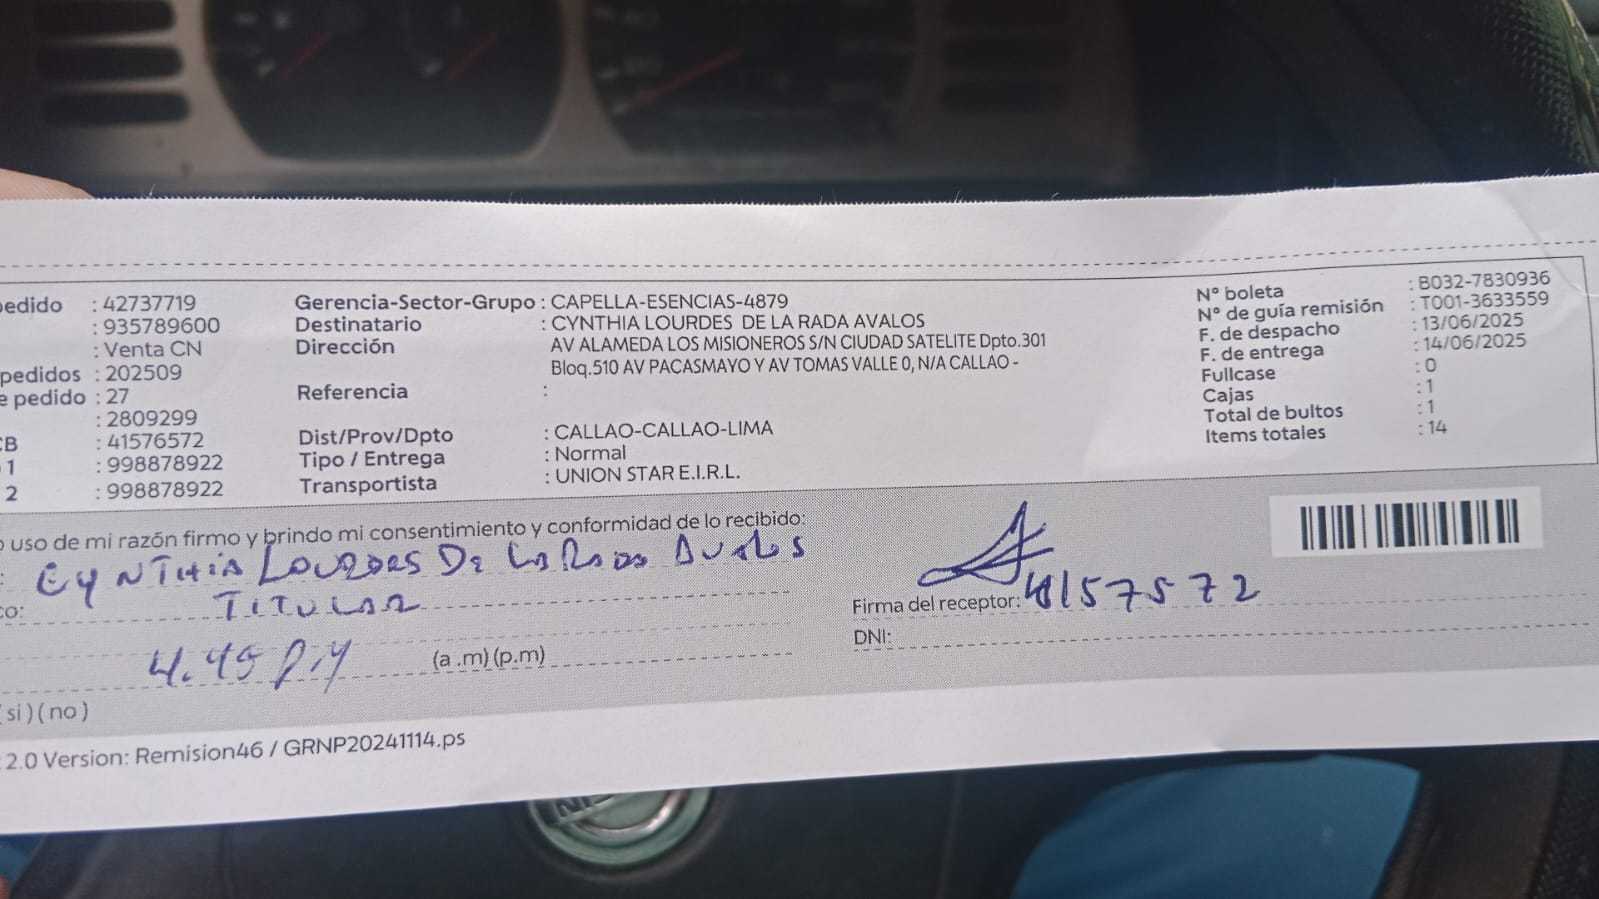 edido : 42737719
: 935789600
: Venta CN
pedidos : 202509
e pedido : 27
: 2809299
CB : 41576572
1 : 998878922
2 : 998878922
Gerencia-Sector-Grupo : CAPELLA-ESENCIAS-4879
Destinatario : CYNTHIA LOURDES DE LA RADA AVALOS
Dirección AV ALAMEDA LOS MISIONEROS S/N CIUDAD SATELITE Dpto.301
Bloq.510 AV PACASMAYO Y AV TOMAS VALLE 0, N/A CALLAO -
Referencia :
Dist/Prov/Dpto : CALLAO-CALLAO-LIMA
Tipo / Entrega : Normal
Transportista : UNION STAR E.I.R.L.
N° boleta : B032-7830936
N° de guía remisión : T001-3633559
F. de despacho : 13/06/2025
F. de entrega : 14/06/2025
Fullcase : 0
Cajas : 1
Total de bultos : 1
Items totales : 14
o uso de mi razón firmo y brindo mi consentimiento y conformidad de lo recibido:
: CYNTHIA LOURDES DE LA RADA AVALOS
co: TITULAR
4.45 P.M (a .m) (p.m)
Firma del receptor: 48157572
DNI:
( si ) ( no )
2.0 Version: Remision46 / GRNP20241114.ps